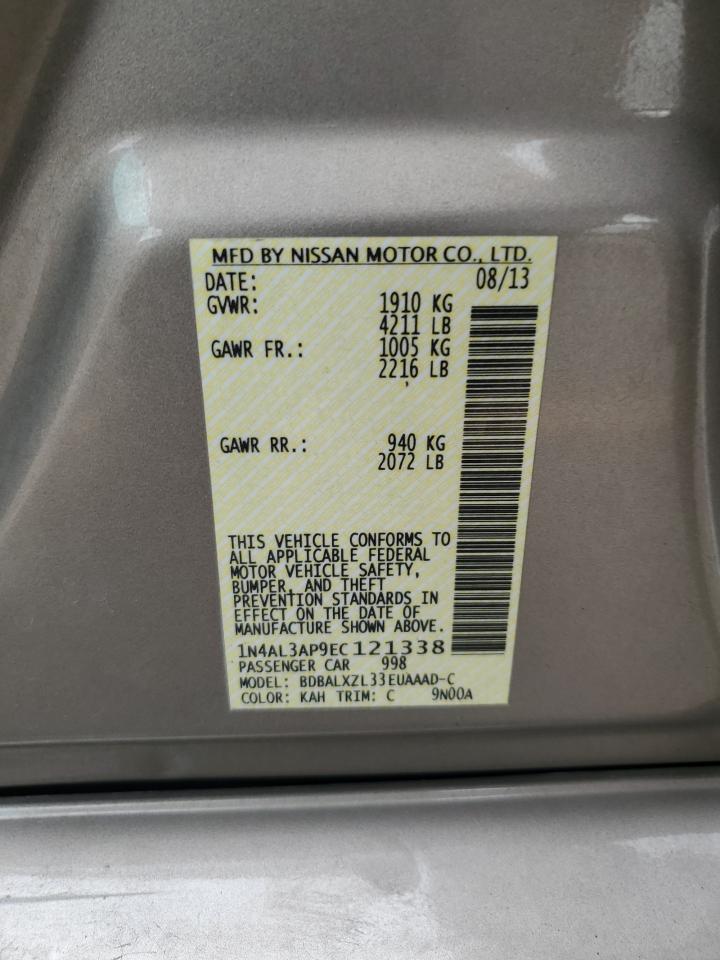 MFD BY NISSAN MOTOR CO., LTD.
DATE: 08/13
GVWR: 1910 KG
4211 LB
GAWR FR.: 1005 KG
2216 LB
GAWR RR.: 940 KG
2072 LB
THIS VEHICLE CONFORMS TO
ALL APPLICABLE FEDERAL
MOTOR VEHICLE SAFETY,
BUMPER, AND THEFT
PREVENTION STANDARDS IN
EFFECT ON THE DATE OF
MANUFACTURE SHOWN ABOVE.
1N4AL3AP9EC121338
PASSENGER CAR 998
MODEL: BDBALXZL33EUAAAD-C
COLOR: KAH TRIM: C 9N00A